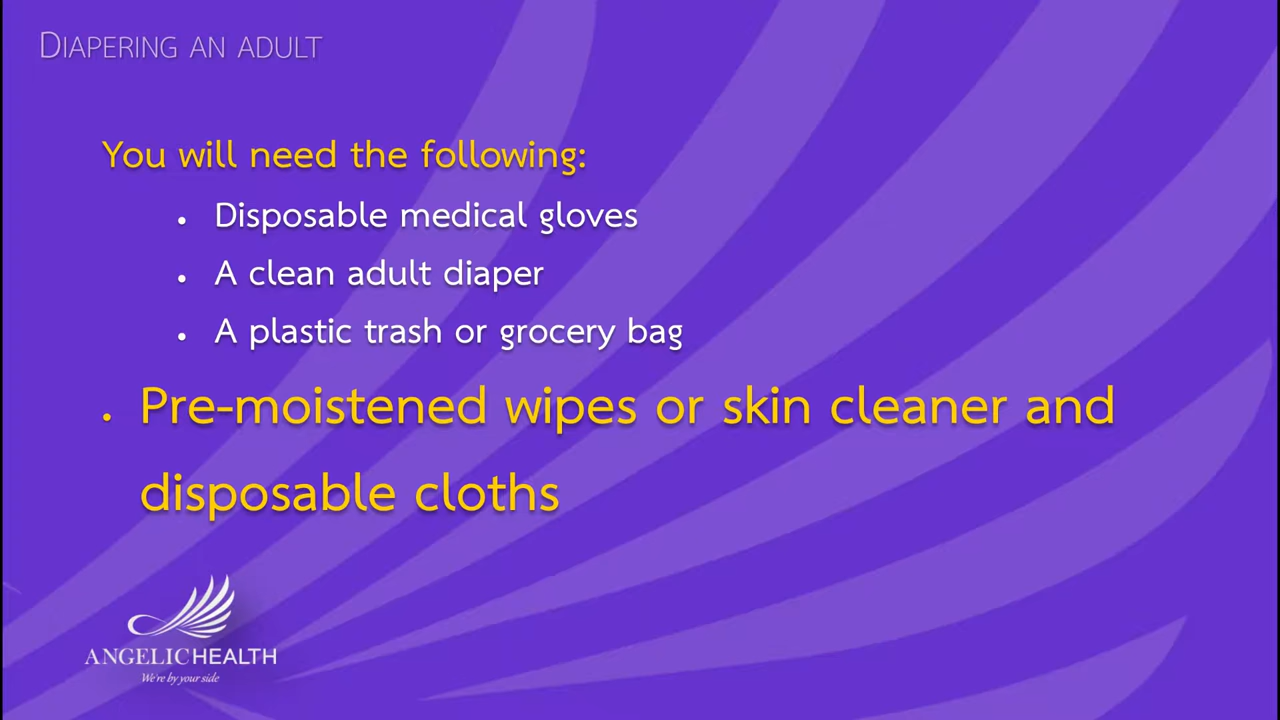 Diapering an adult
You will need the following:
• Disposable medical gloves
• A clean adult diaper
• A plastic trash or grocery bag
• Pre-moistened wipes or skin cleaner and
disposable cloths
ANGELICHEALTH
We're by your side